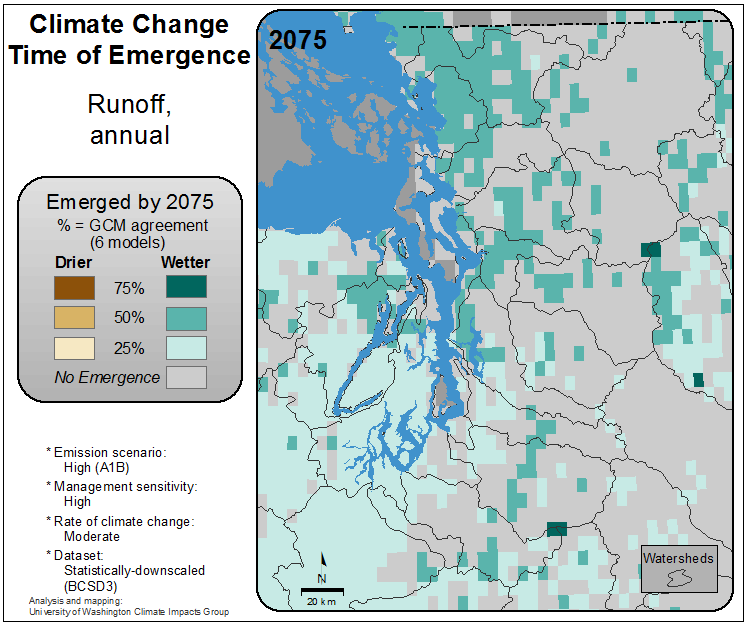 Climate Change
Time of Emergence
Runoff,
annual
Emerged by 2075
% = GCM agreement
(6 models)
Drier Wetter
75%
50%
25%
No Emergence
* Emission scenario:
High (A1B)
* Management sensitivity:
High
* Rate of climate change:
Moderate
* Dataset:
Statistically-downscaled
(BCSD3)
Analysis and mapping:
University of Washington Climate Impacts Group
2075
N
20 km
Watersheds